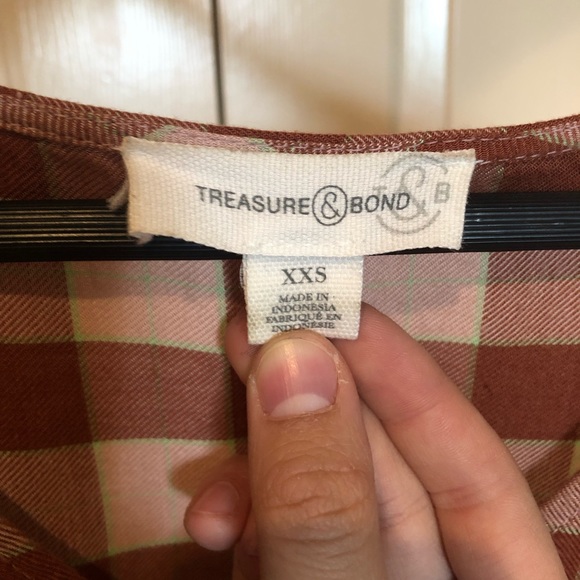 TREASURE & BOND
T & B
XXS
MADE IN
INDONESIA
FABRIQUÉ EN
INDONÉSIE